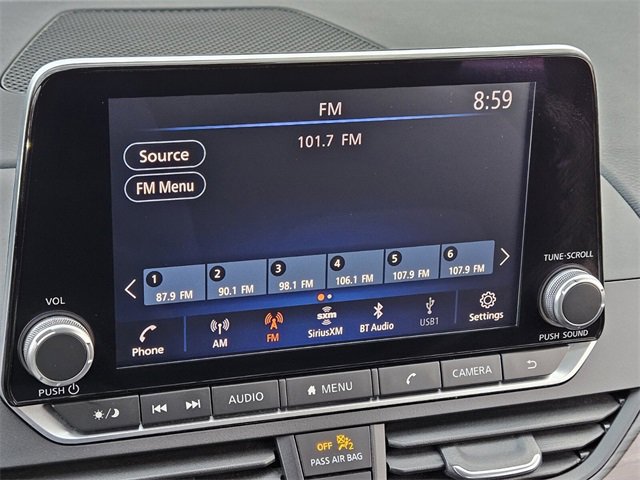 FM
8:59
101.7 FM
Source
FM Menu
1 2 3 4 5 6
87.9 FM 90.1 FM 98.1 FM 106.1 FM 107.9 FM 107.9 FM
Phone AM FM SiriusXM BT Audio USB1 Settings
sxm
VOL
PUSH
TUNE·SCROLL
PUSH SOUND
AUDIO MENU CAMERA
OFF
2
PASS AIR BAG